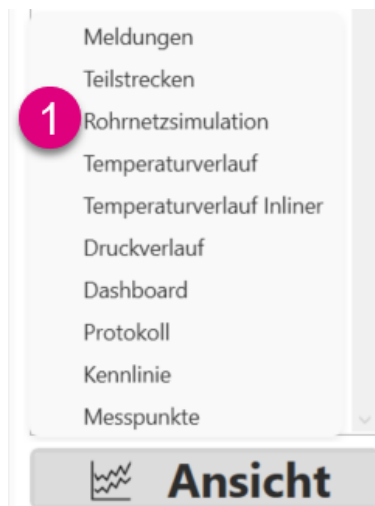 Meldungen
Teilstrecken
1 Rohrnetzsimulation
Temperaturverlauf
Temperaturverlauf Inliner
Druckverlauf
Dashboard
Protokoll
Kennlinie
Messpunkte
Ansicht